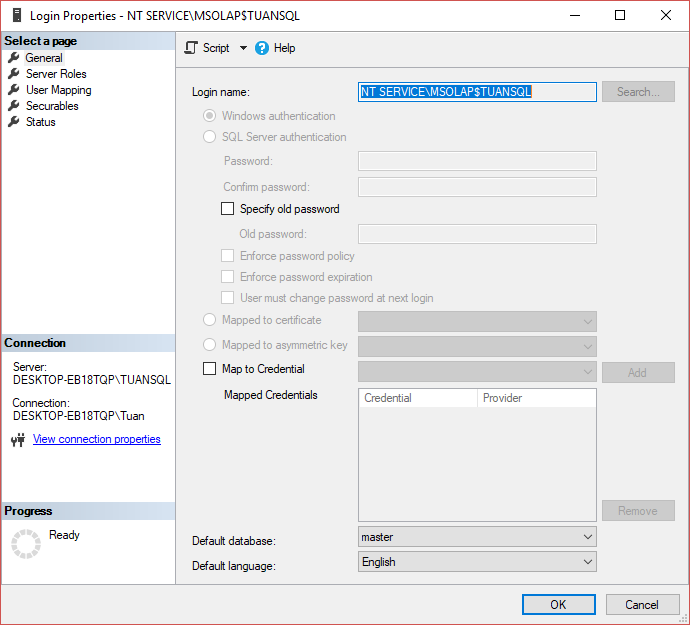 Login Properties - NT SERVICE\MSOLAP$TUANSQL
Select a page
General
Server Roles
User Mapping
Securables
Status
Connection
Server:
DESKTOP-EB18TQP\TUANSQL
Connection:
DESKTOP-EB18TQP\Tuan
View connection properties
Progress
Ready
Script Help
Login name: NT SERVICE\MSOLAP$TUANSQL Search...
Windows authentication
SQL Server authentication
Password:
Confirm password:
Specify old password
Old password:
Enforce password policy
Enforce password expiration
User must change password at next login
Mapped to certificate
Mapped to asymmetric key
Map to Credential Add
Mapped Credentials Credential Provider
Remove
Default database: master
Default language: English
OK Cancel